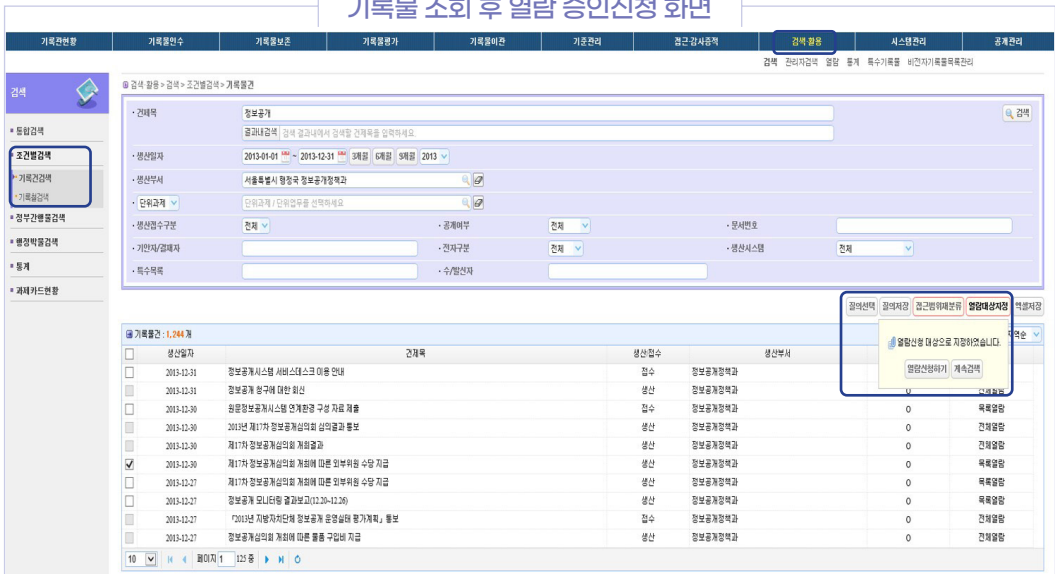 기록물 조회 후 열람 승인신청 화면
기록관현황 기록물인수 기록물보존 기록물평가 기록물이관 기준관리 접근·감사추적 검색·활용 시스템관리 공개관리
검색 관리자검색 열람 통계 특수기록물 비전자기록물목록관리
검색
통합검색
조건별검색
기록건검색
기록철검색
정부간행물검색
행정박물검색
통계
과제카드현황
검색·활용 > 검색 > 조건별검색 > 기록물건
· 건제목 정보공개 검색
결과내검색 검색 결과내에서 검색할 건제목을 입력하세요.
· 생산일자 2013-01-01 ~ 2013-12-31 3개월 6개월 9개월 2013
· 생산부서 서울특별시 행정국 정보공개정책과
· 단위과제 단위과제 / 단위업무를 선택하세요
· 생산접수구분 전체 · 공개여부 전체 · 문서번호
· 기안자/결재자 · 전자구분 전체 · 생산시스템 전체
· 특수목록 · 수/발신자
질의선택 질의저장 접근범위재분류 열람대상지정 엑셀저장
기록물건 : 1,244 개
열람신청 대상으로 지정하였습니다.
열람신청하기 계속검색
생산일자 건제목 생산/접수 생산부서
2013-12-31 정보공개시스템 서비스데스크 이용 안내 접수 정보공개정책과
2013-12-31 정보공개 청구에 대한 회신 생산 정보공개정책과 0 전체열람
2013-12-30 원문정보공개시스템 연계환경 구성 자료 제출 접수 정보공개정책과 0 목록열람
2013-12-30 2013년 제17차 정보공개심의회 심의결과 통보 생산 정보공개정책과 0 전체열람
2013-12-30 제17차 정보공개심의회 개최결과 생산 정보공개정책과 0 전체열람
2013-12-30 제17차 정보공개심의회 개최에 따른 외부위원 수당 지급 생산 정보공개정책과 0 목록열람
2013-12-27 제17차 정보공개심의회 개최에 따른 외부위원 수당 지급 생산 정보공개정책과 0 목록열람
2013-12-27 정보공개 모니터링 결과보고(12.20~12.26) 생산 정보공개정책과 0 목록열람
2013-12-27 「2013년 지방자치단체 정보공개 운영실태 평가계획」 통보 접수 정보공개정책과 0 전체열람
2013-12-27 정보공개심의회 개최에 따른 물품 구입비 지급 생산 정보공개정책과 0 전체열람
10 페이지 1 125 중